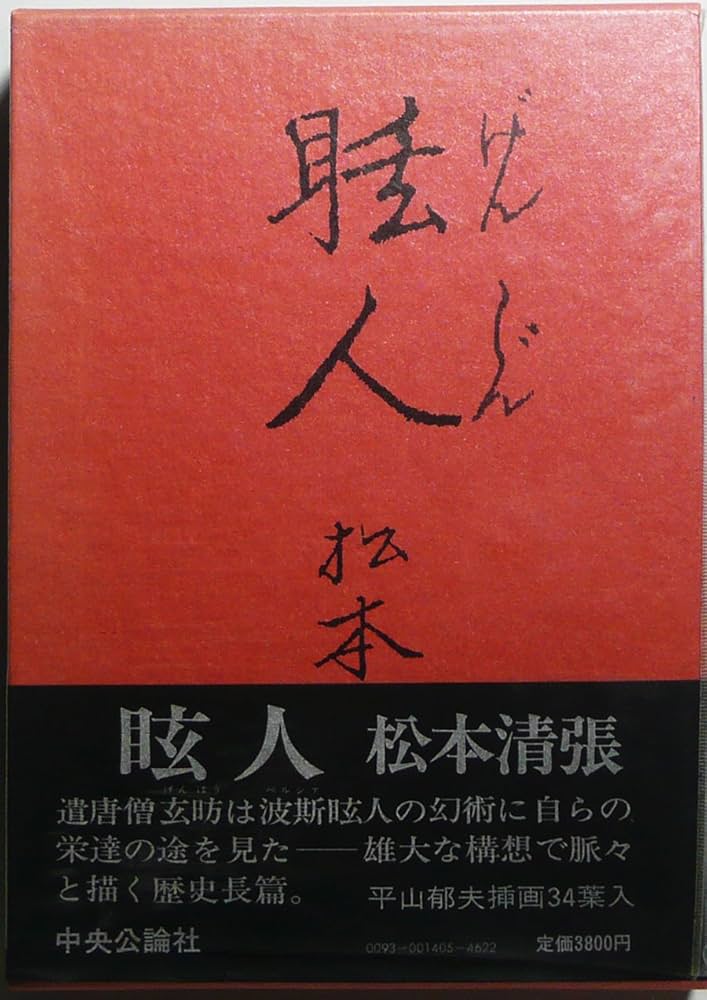 眩人
げんじん
松本
眩人 松本清張
遣唐僧玄昉は波斯眩人の幻術に自らの
げんばう ペルシア
栄達の途を見た——雄大な構想で脈々
と描く歴史長篇。 平山郁夫挿画34葉入
中央公論社 0093-001405-4622 定価3800円